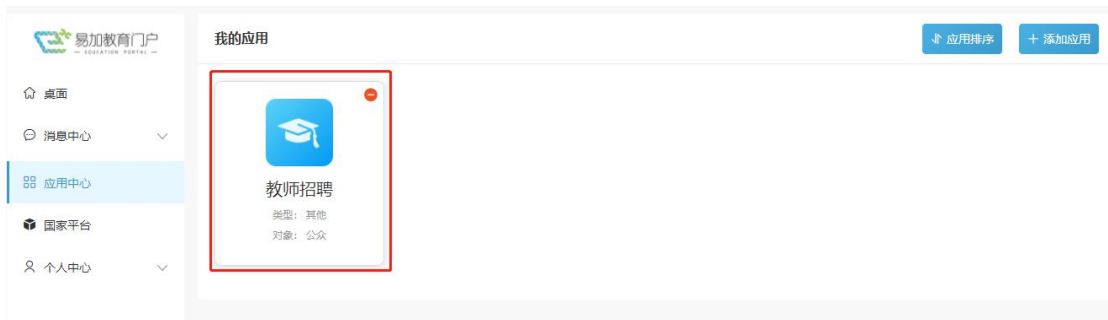 易加教育门户
— EDUCATION PORTAL —
我的应用
应用排序
+ 添加应用
桌面
消息中心
应用中心
国家平台
个人中心
教师招聘
类型: 其他
对象: 公众